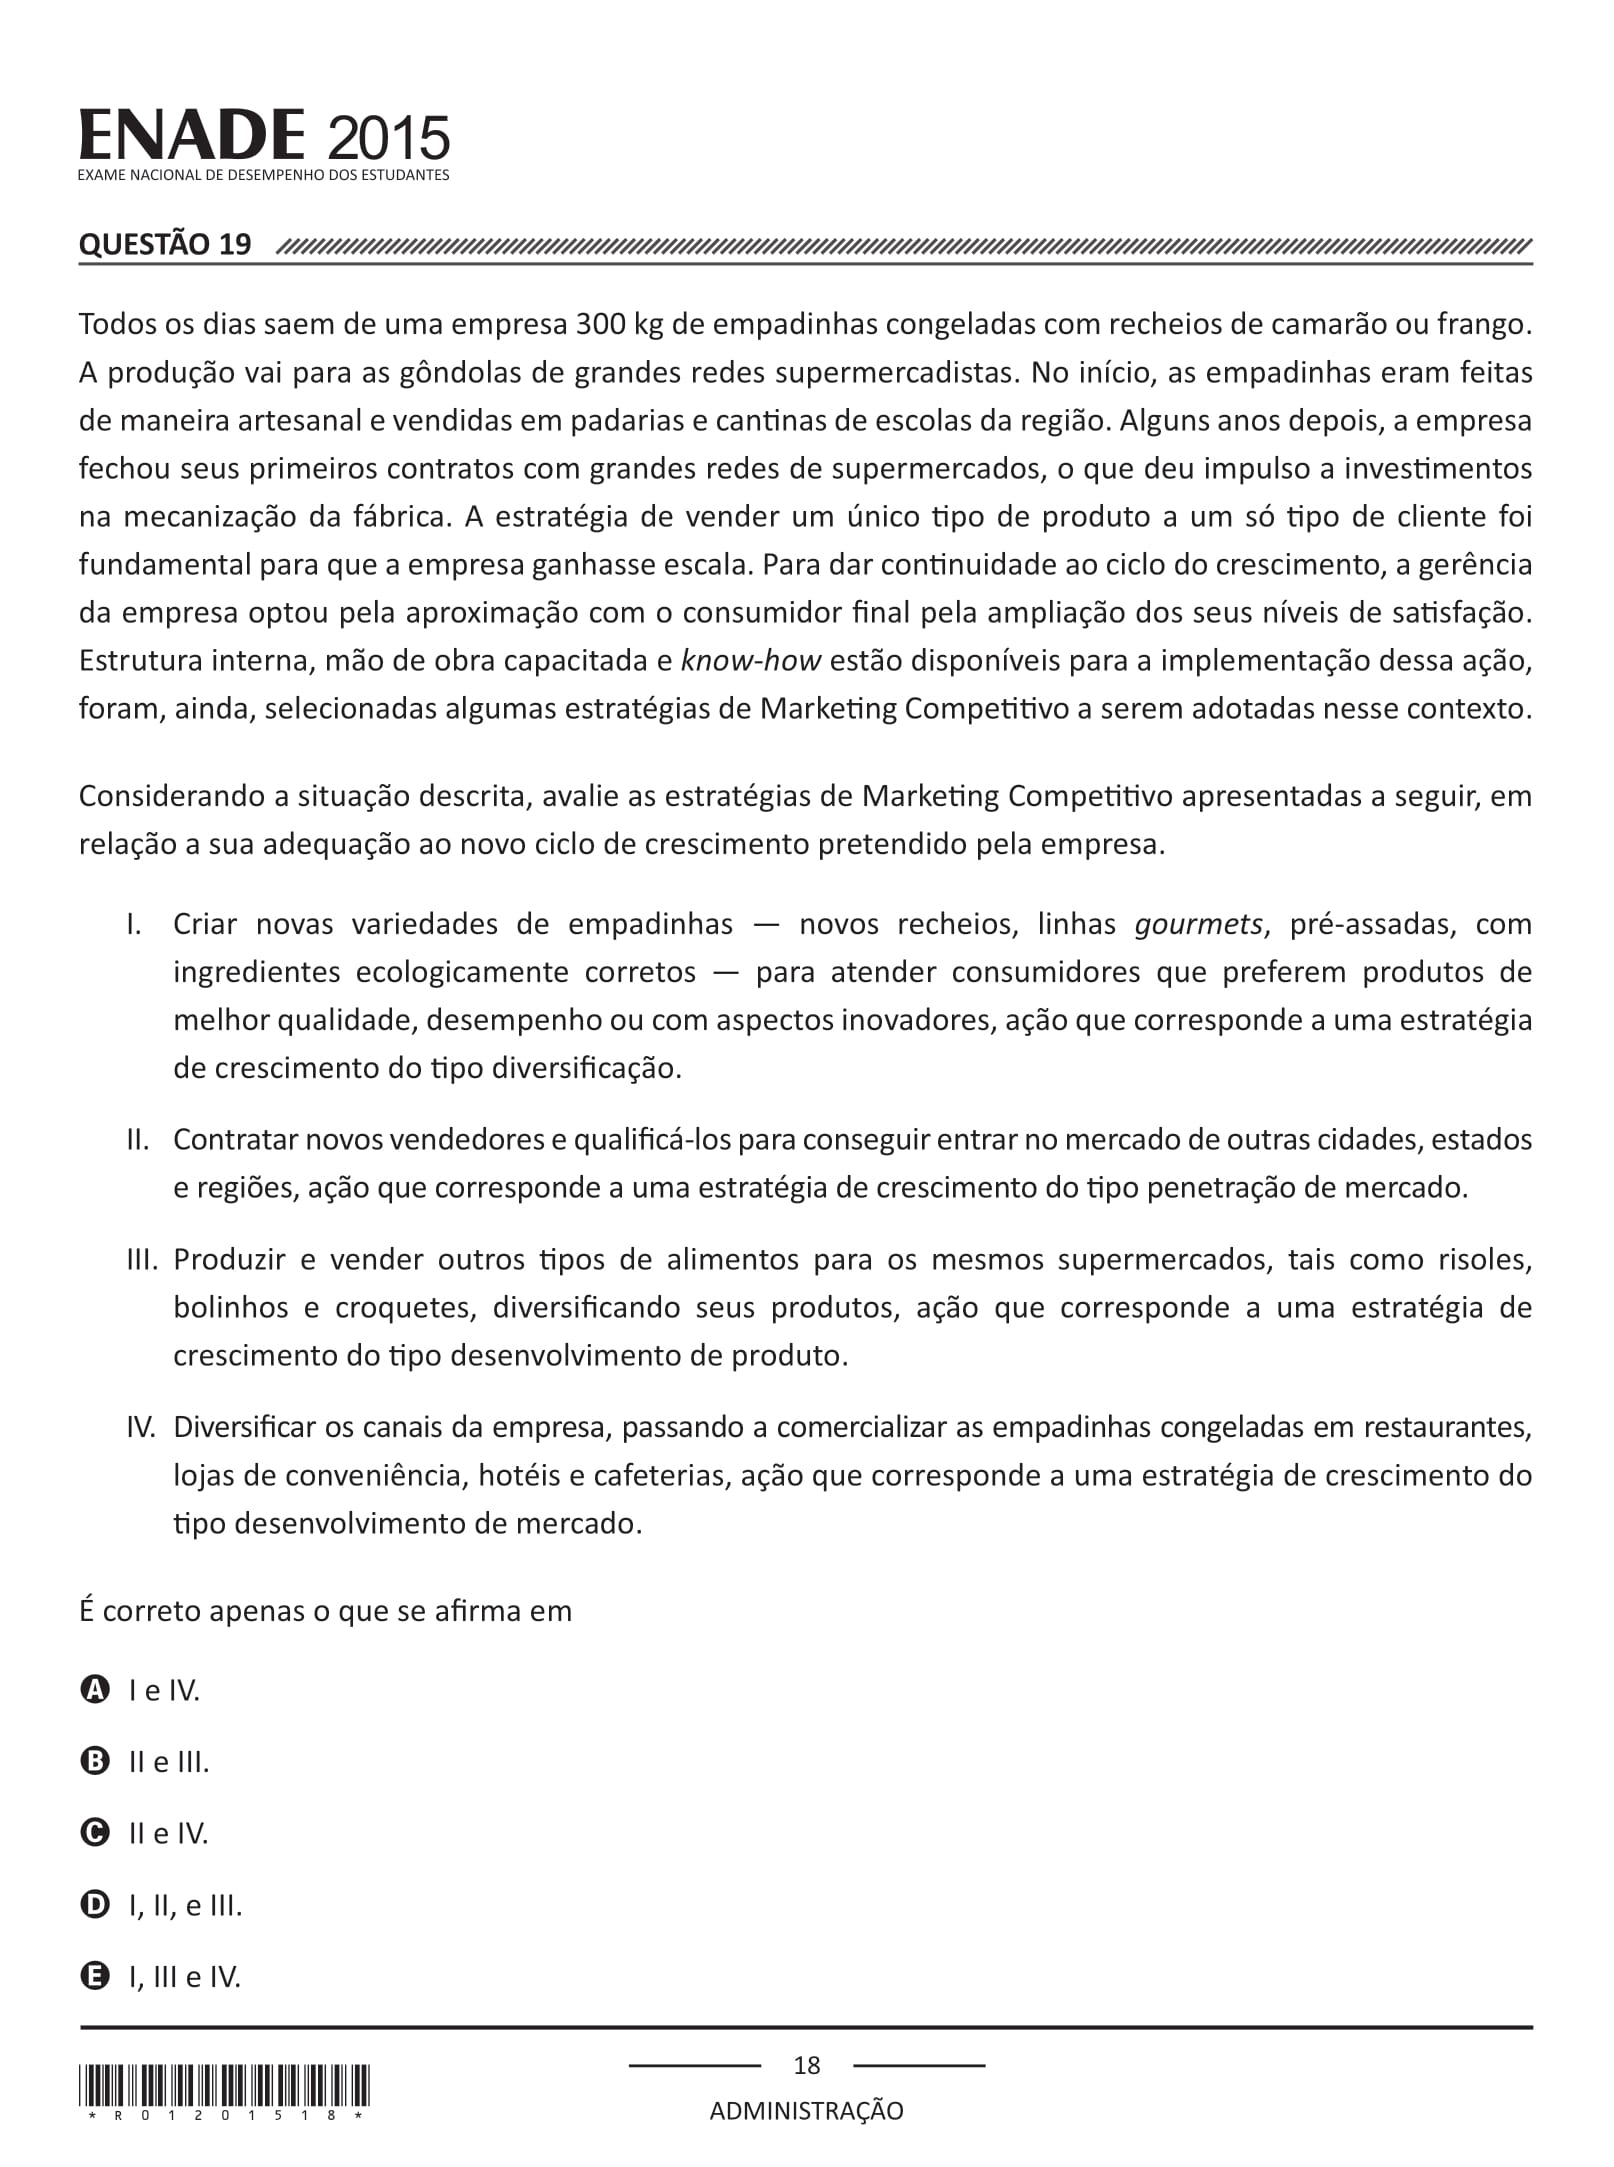 ENADE 2015
EXAME NACIONAL DE DESEMPENHO DOS ESTUDANTES
QUESTÃO 19
Todos os dias saem de uma empresa 300 kg de empadinhas congeladas com recheios de camarão ou frango.
A produção vai para as gôndolas de grandes redes supermercadistas. No início, as empadinhas eram feitas
de maneira artesanal e vendidas em padarias e cantinas de escolas da região. Alguns anos depois, a empresa
fechou seus primeiros contratos com grandes redes de supermercados, o que deu impulso a investimentos
na mecanização da fábrica. A estratégia de vender um único tipo de produto a um só tipo de cliente foi
fundamental para que a empresa ganhasse escala. Para dar continuidade ao ciclo do crescimento, a gerência
da empresa optou pela aproximação com o consumidor final pela ampliação dos seus níveis de satisfação.
Estrutura interna, mão de obra capacitada e know-how estão disponíveis para a implementação dessa ação,
foram, ainda, selecionadas algumas estratégias de Marketing Competitivo a serem adotadas nesse contexto.
Considerando a situação descrita, avalie as estratégias de Marketing Competitivo apresentadas a seguir, em
relação a sua adequação ao novo ciclo de crescimento pretendido pela empresa.
I. Criar novas variedades de empadinhas — novos recheios, linhas gourmets, pré-assadas, com
ingredientes ecologicamente corretos — para atender consumidores que preferem produtos de
melhor qualidade, desempenho ou com aspectos inovadores, ação que corresponde a uma estratégia
de crescimento do tipo diversificação.
II. Contratar novos vendedores e qualificá-los para conseguir entrar no mercado de outras cidades, estados
e regiões, ação que corresponde a uma estratégia de crescimento do tipo penetração de mercado.
III. Produzir e vender outros tipos de alimentos para os mesmos supermercados, tais como risoles,
bolinhos e croquetes, diversificando seus produtos, ação que corresponde a uma estratégia de
crescimento do tipo desenvolvimento de produto.
IV. Diversificar os canais da empresa, passando a comercializar as empadinhas congeladas em restaurantes,
lojas de conveniência, hotéis e cafeterias, ação que corresponde a uma estratégia de crescimento do
tipo desenvolvimento de mercado.
É correto apenas o que se afirma em
A I e IV.
B II e III.
C II e IV.
D I, II, e III.
E I, III e IV.
18
*R01201518*
ADMINISTRAÇÃO